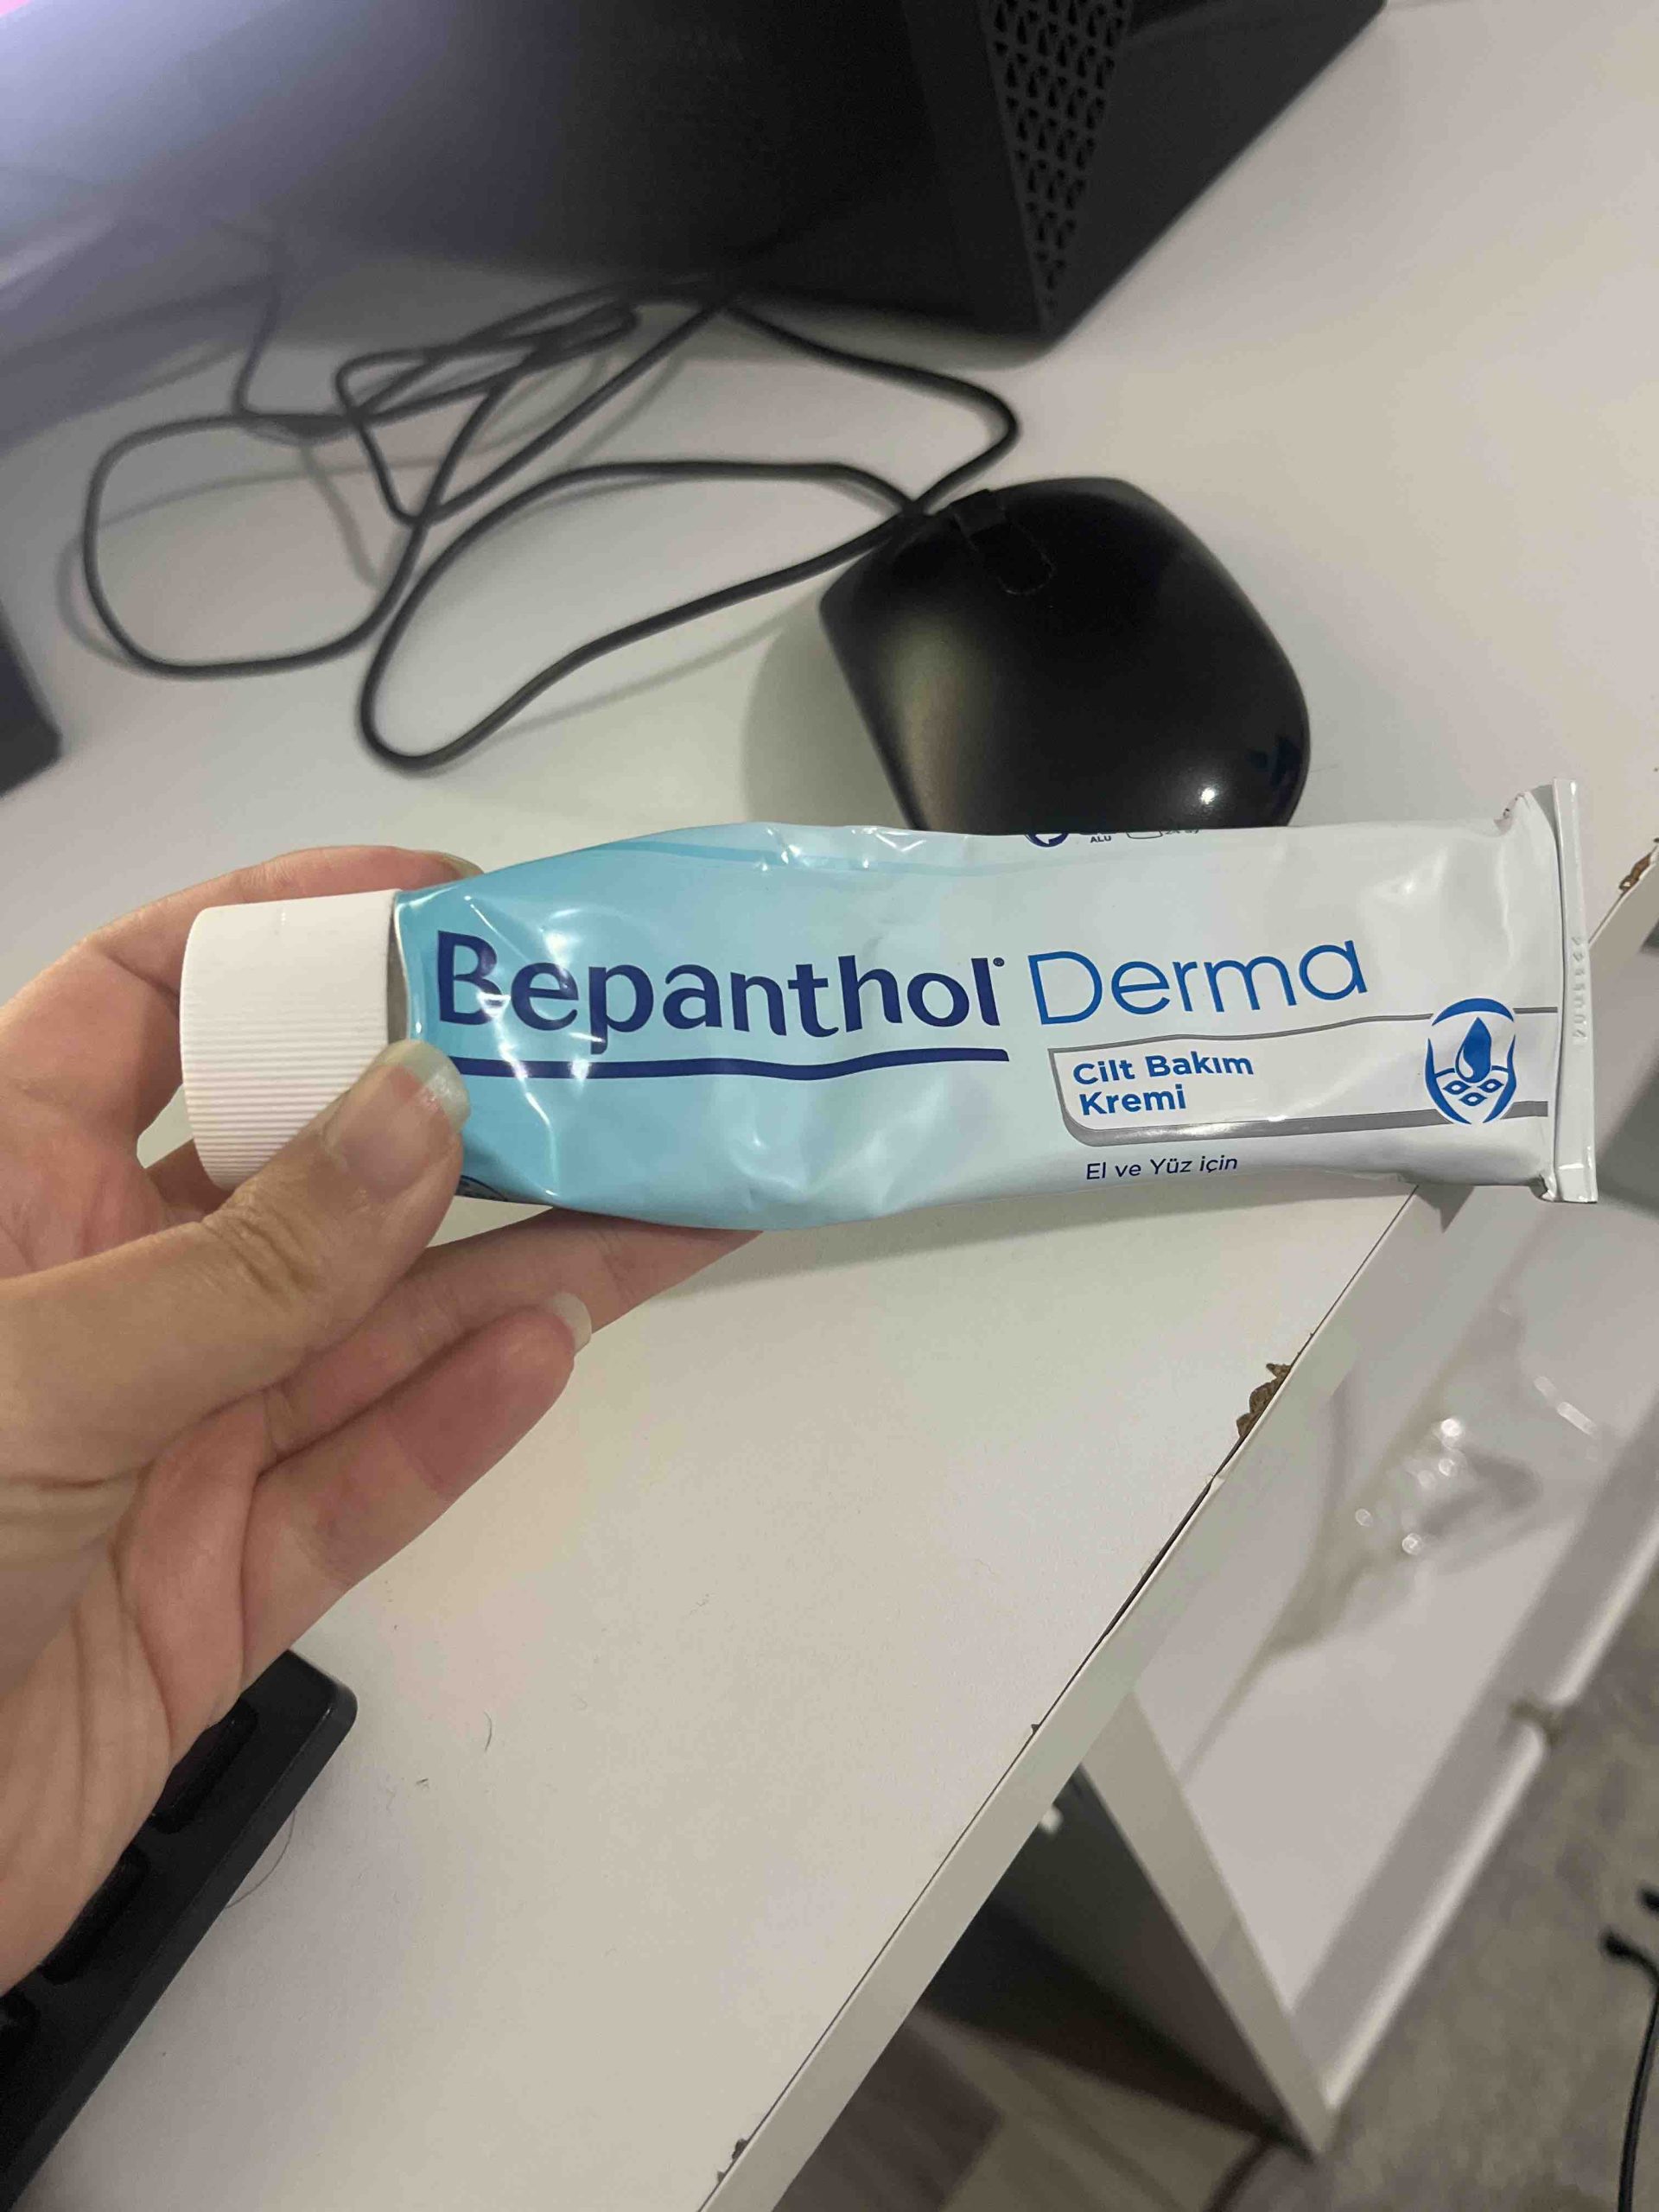 ALU
Bepanthol® Derma
Cilt Bakım
Kremi
El ve Yüz için